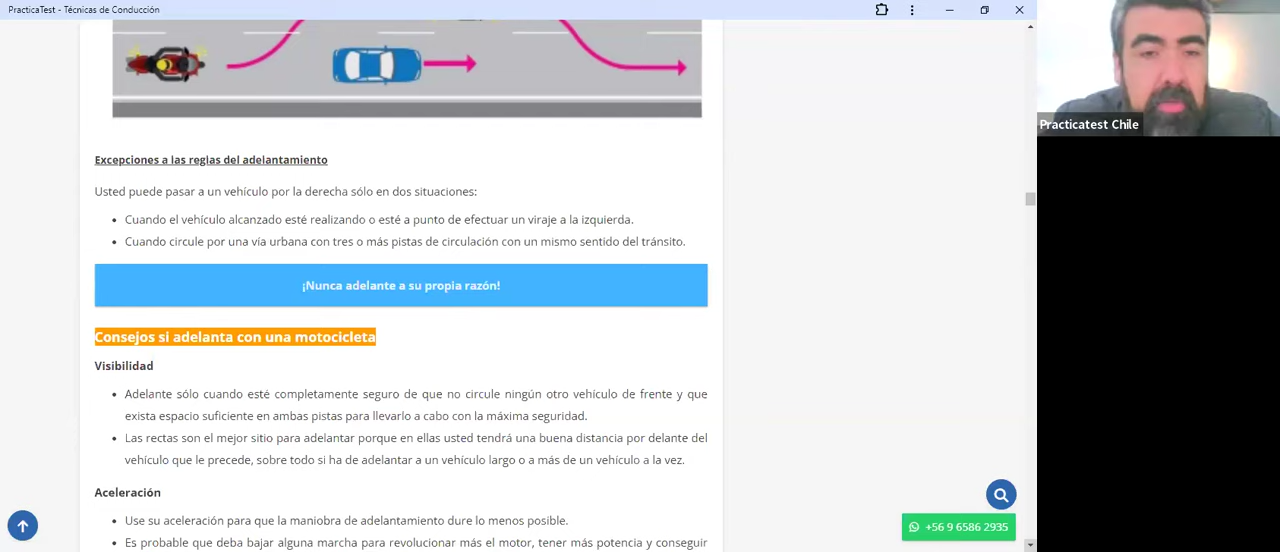 PracticaTest - Técnicas de Conducción
Practicatest Chile
Excepciones a las reglas del adelantamiento
Usted puede pasar a un vehículo por la derecha sólo en dos situaciones:
• Cuando el vehículo alcanzado esté realizando o esté a punto de efectuar un viraje a la izquierda.
• Cuando circule por una vía urbana con tres o más pistas de circulación con un mismo sentido del tránsito.
¡Nunca adelante a su propia razón!
Consejos si adelanta con una motocicleta
Visibilidad
• Adelante sólo cuando esté completamente seguro de que no circule ningún otro vehículo de frente y que
exista espacio suficiente en ambas pistas para llevarlo a cabo con la máxima seguridad.
• Las rectas son el mejor sitio para adelantar porque en ellas usted tendrá una buena distancia por delante del
vehículo que le precede, sobre todo si ha de adelantar a un vehículo largo o a más de un vehículo a la vez.
Aceleración
• Use su aceleración para que la maniobra de adelantamiento dure lo menos posible.
• Es probable que deba bajar alguna marcha para revolucionar más el motor, tener más potencia y conseguir
+56 9 6586 2935